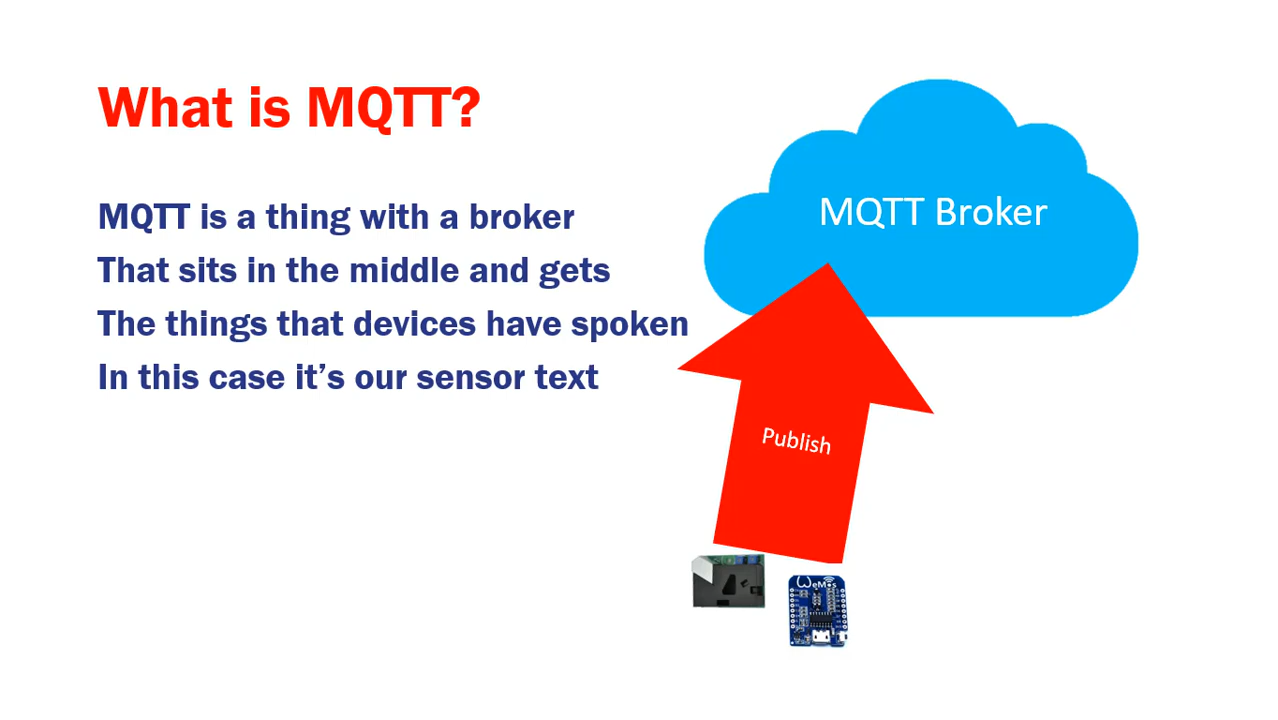 What is MQTT?
MQTT is a thing with a broker
That sits in the middle and gets
The things that devices have spoken
In this case it’s our sensor text
MQTT Broker
Publish
WeMos